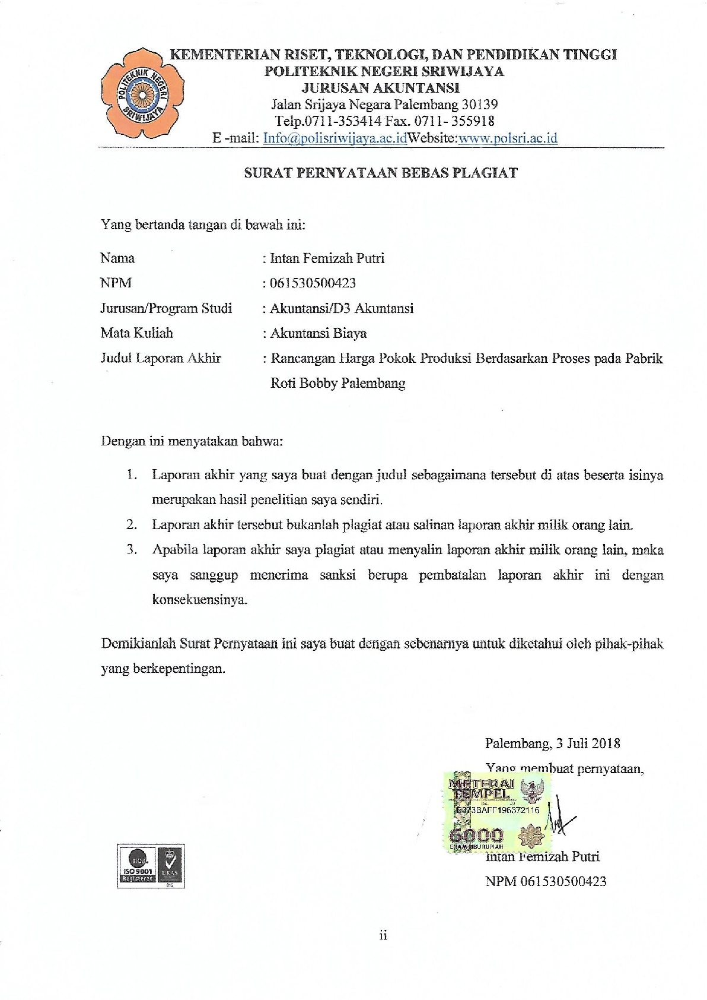 KEMENTERIAN RISET, TEKNOLOGI, DAN PENDIDIKAN TINGGI
POLITEKNIK NEGERI SRIWIJAYA
JURUSAN AKUNTANSI
Jalan Srijaya Negara Palembang 30139
Telp.0711-353414 Fax. 0711- 355918
E -mail: Info@polisriwijaya.ac.idWebsite:www.polsri.ac.id
POLITEKNIK NEGERI
SRIWIJAYA
SURAT PERNYATAAN BEBAS PLAGIAT
Yang bertanda tangan di bawah ini:
Nama : Intan Femizah Putri
NPM : 061530500423
Jurusan/Program Studi : Akuntansi/D3 Akuntansi
Mata Kuliah : Akuntansi Biaya
Judul Laporan Akhir : Rancangan Harga Pokok Produksi Berdasarkan Proses pada Pabrik
Roti Bobby Palembang
Dengan ini menyatakan bahwa:
1. Laporan akhir yang saya buat dengan judul sebagaimana tersebut di atas beserta isinya
merupakan hasil penelitian saya sendiri.
2. Laporan akhir tersebut bukanlah plagiat atau salinan laporan akhir milik orang lain.
3. Apabila laporan akhir saya plagiat atau menyalin laporan akhir milik orang lain, maka
saya sanggup menerima sanksi berupa pembatalan laporan akhir ini dengan
konsekuensinya.
Demikianlah Surat Pernyataan ini saya buat dengan sebenarnya untuk diketahui oleh pihak-pihak
yang berkepentingan.
Palembang, 3 Juli 2018
Yang membuat pernyataan,
METERAI
TEMPEL
BAFF196372116
6000
ENAM RIBU RUPIAH
Intan Femizah Putri
NPM 061530500423
nqa.
ISO 9001
Registered
UKAS
015
ii